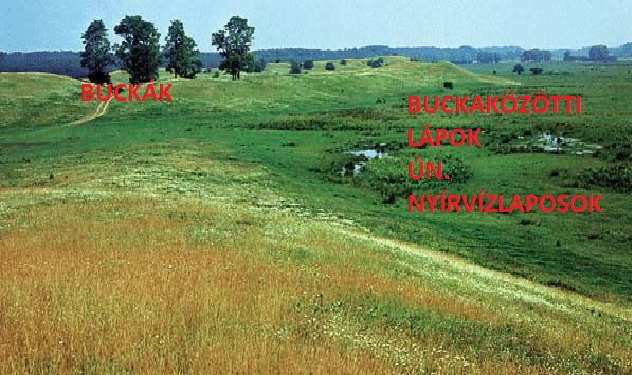 BUCKÁK
BUCKAKÖZÖTTI
LÁPOK
ÚN.
NYÍRVÍZLAPOSOK